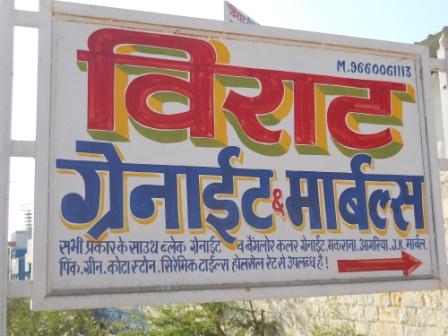 M.9660061113
विराट
ग्रेनाईट & मार्बल्स
सभी प्रकार के साउथ ब्लेक ग्रेनाईट व बैंगलोर कलर ग्रेनाईट, मकराना, आगरिया, J.K. मार्बल,
पिंक, ग्रीन, कोटा स्टोन, सिरेमिक टाईल्स होलसेल रेट मे उपलब्ध है!